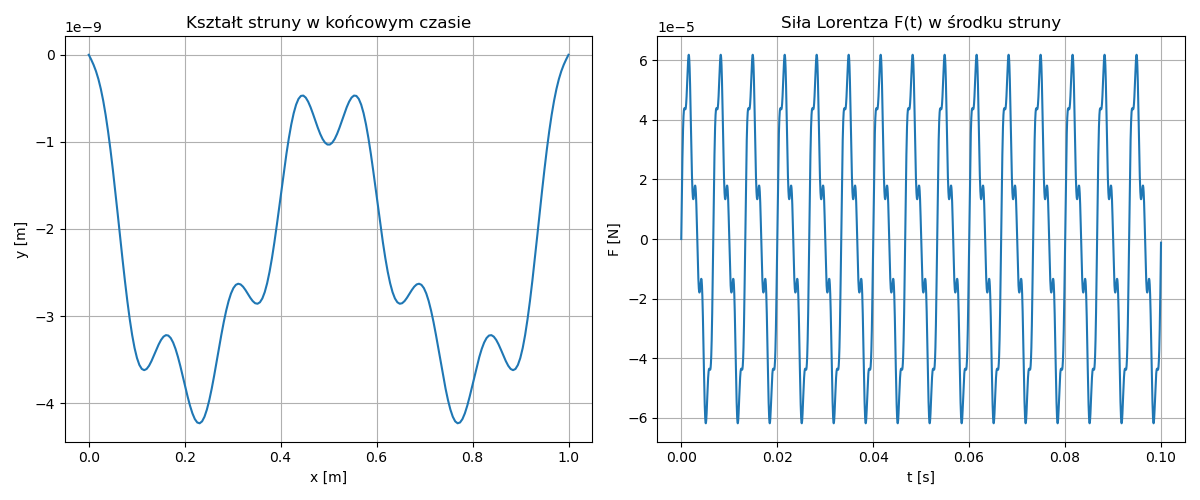 Kształt struny w końcowym czasie
1e−9
0
−1
−2
−3
−4
y [m]
0.0 0.2 0.4 0.6 0.8 1.0
x [m]
Siła Lorentza F(t) w środku struny
1e−5
6
4
2
0
−2
−4
−6
F [N]
0.00 0.02 0.04 0.06 0.08 0.10
t [s]